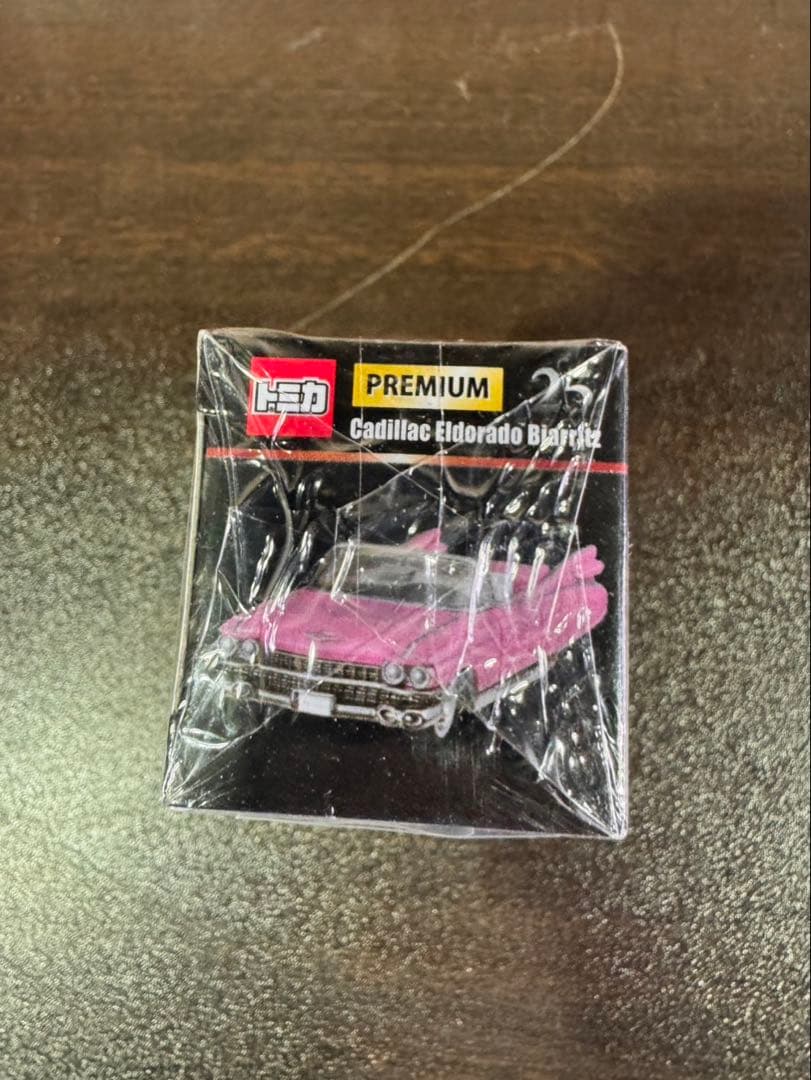 トミカ
PREMIUM
25
Cadillac Eldorado Biarritz